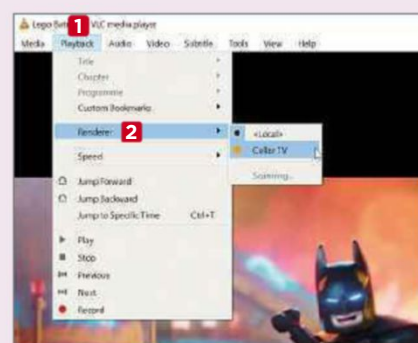 Lego Bat VLC media player
1
Media Playback Audio Video Subtitle Tools View Help
Title
Chapter
Programme
Custom Bookmarks
Renderer 2
<Local>
Cellar TV
Scanning...
Speed
Jump Forward
Jump Backward
Jump to Specific Time Ctrl+T
Play
Stop
Previous
Next
Record